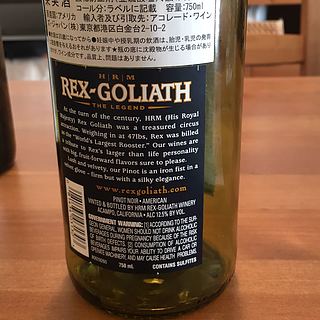 コール分:ラベルに記載 容量:750ml
アメリカ 輸入者及び引取先:アコレード・ワイン
ジャパン(株)東京都港区白金台2-10-2
H|R|M
REX-GOLIATH
THE LEGEND
As the turn of the century, HRM (His Royal
Majesty) Rex Goliath was a treasured circus
attraction. Weighing in at 47lbs, Rex was billed
as the "World's Largest Rooster." Our wines are
a tribute to Rex's larger than life personality
with big, fruit-forward flavors sure to please.
Look and velvety, our Pinot is an iron fist in a
glove – firm but with a silky elegance.
www.rexgoliath.com
PINOT NOIR • AMERICAN
VINTED & BOTTLED BY HRM REX-GOLIATH WINERY
ACAMPO, CALIFORNIA • ALC 12.5% BY VOL.
GOVERNMENT WARNING: (1) ACCORDING TO THE SUR-
GEON GENERAL, WOMEN SHOULD NOT DRINK ALCOHOLIC
BEVERAGES DURING PREGNANCY BECAUSE OF THE RISK
OF BIRTH DEFECTS. (2) CONSUMPTION OF ALCOHOLIC
BEVERAGES IMPAIRS YOUR ABILITY TO DRIVE A CAR OR
OPERATE MACHINERY, AND MAY CAUSE HEALTH PROBLEMS.
750 ml CONTAINS SULFITES